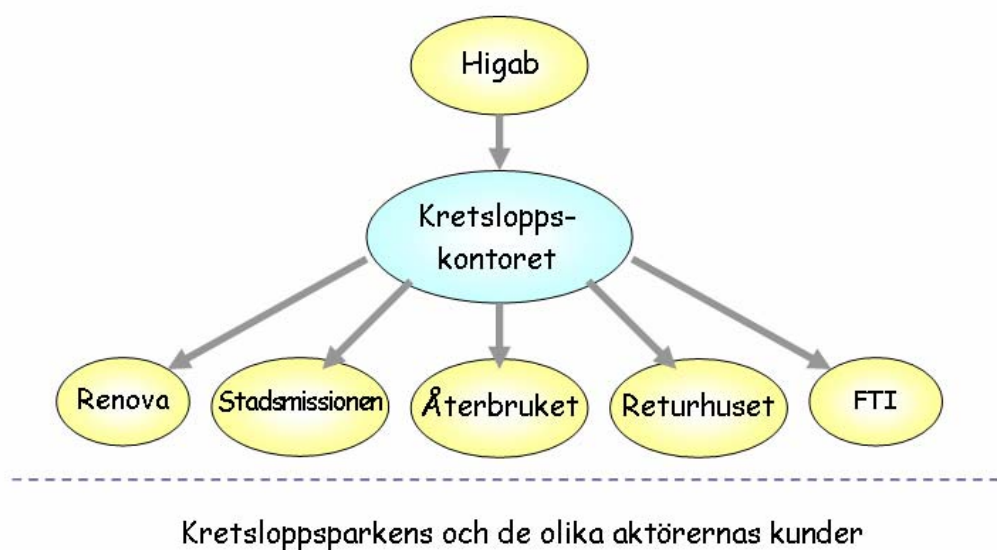 Higab
Kretslopps-
kontoret
Renova
Stadsmissionen
Återbruket
Returhuset
FTI
Kretsloppsparkens och de olika aktörernas kunder